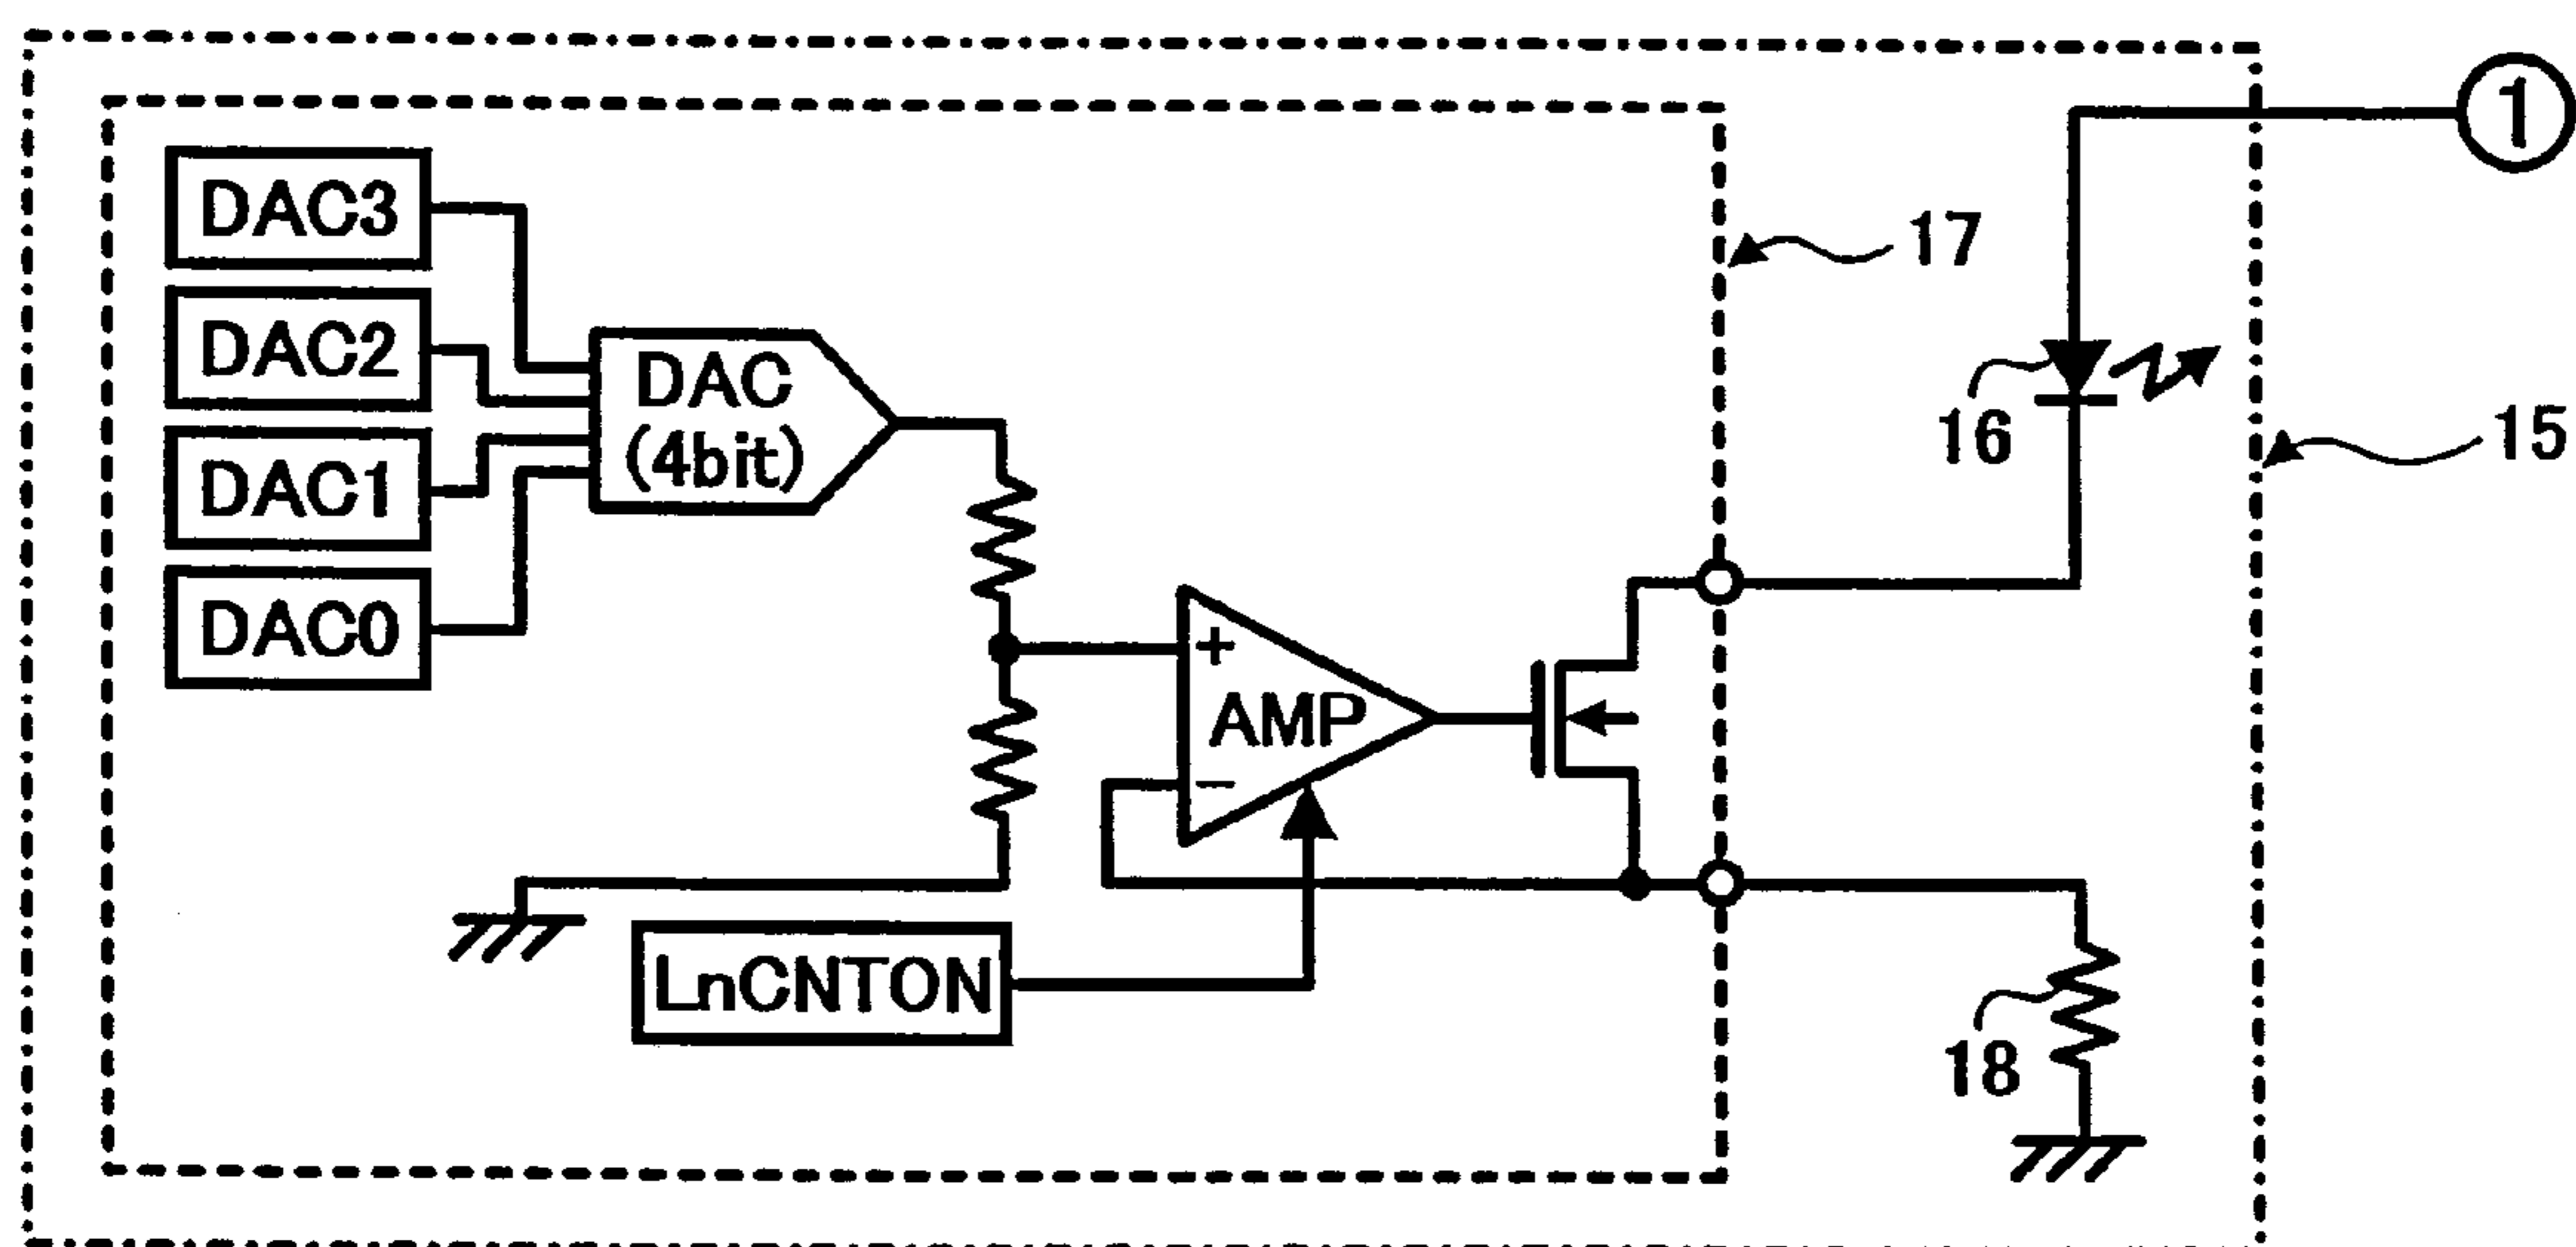 1
DAC3
17
DAC2
DAC
(4bit)
16
15
DAC1
DAC0
+
AMP
−
LnCNTON
18